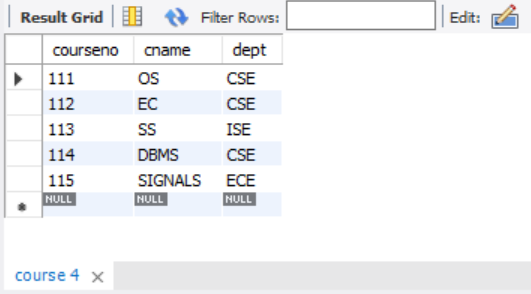 Result Grid Filter Rows: Edit:
courseno cname dept
111 OS CSE
112 EC CSE
113 SS ISE
114 DBMS CSE
115 SIGNALS ECE
NULL NULL NULL
course 4